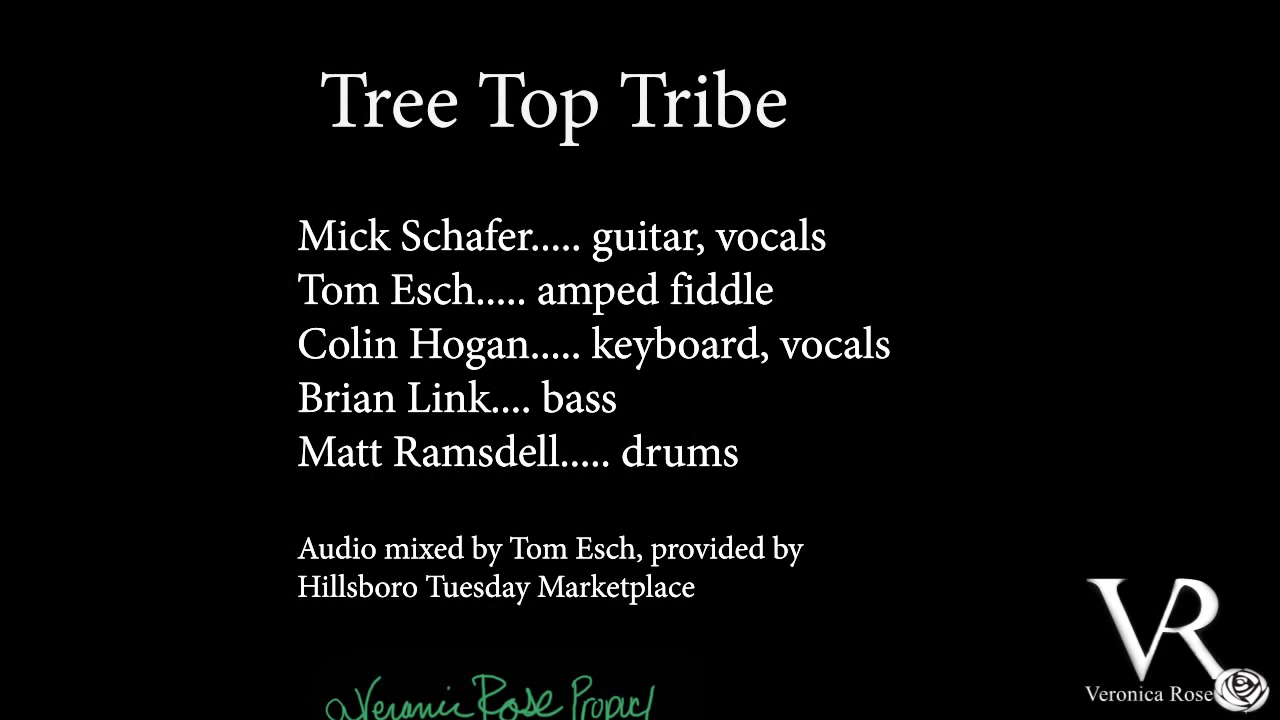 Tree Top Tribe
Mick Schafer..... guitar, vocals
Tom Esch..... amped fiddle
Colin Hogan..... keyboard, vocals
Brian Link.... bass
Matt Ramsdell..... drums
Audio mixed by Tom Esch, provided by
Hillsboro Tuesday Marketplace
VR
Veronica Rose
Rose